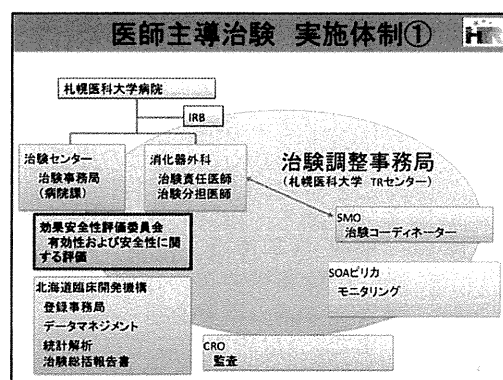 医師主導治験 実施体制①
札幌医科大学病院
IRB
治験センター
治験事務局
(病院課)
消化器外科
治験責任医師
治験分担医師
治験調整事務局
(札幌医科大学 TRセンター)
SMO
治験コーディネーター
効果安全性評価委員会
有効性および安全性に関
する評価
SOAピリカ
モニタリング
北海道臨床開発機構
登録事務局
データマネジメント
統計解析
治験総括報告書
CRO
監査